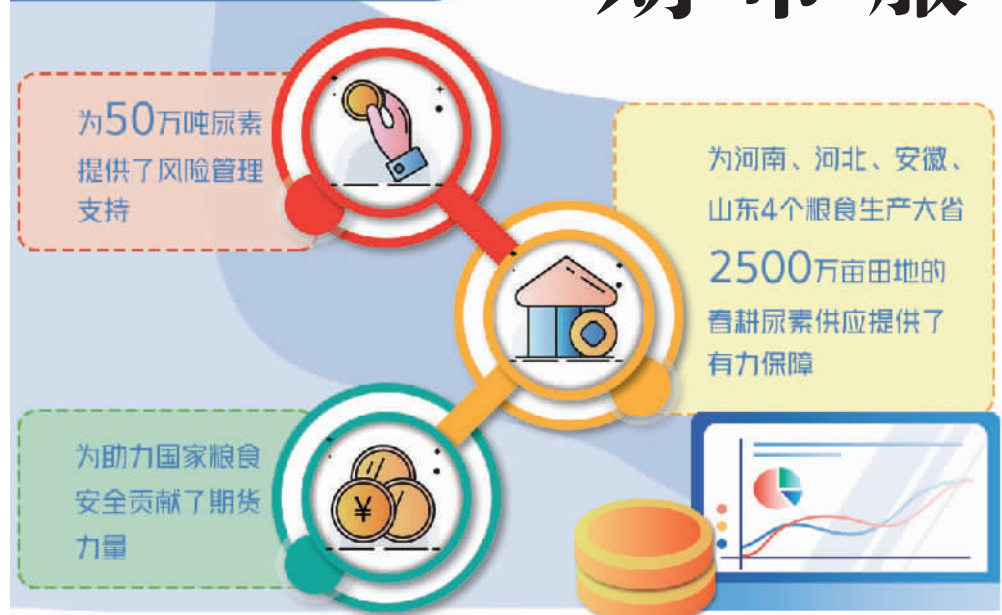 为50万吨尿素
提供了风险管理
支持
为河南、河北、安徽、
山东4个粮食生产大省
2500万亩田地的
春耕尿素供应提供了
有力保障
为助力国家粮食
安全贡献了期货
力量
¥